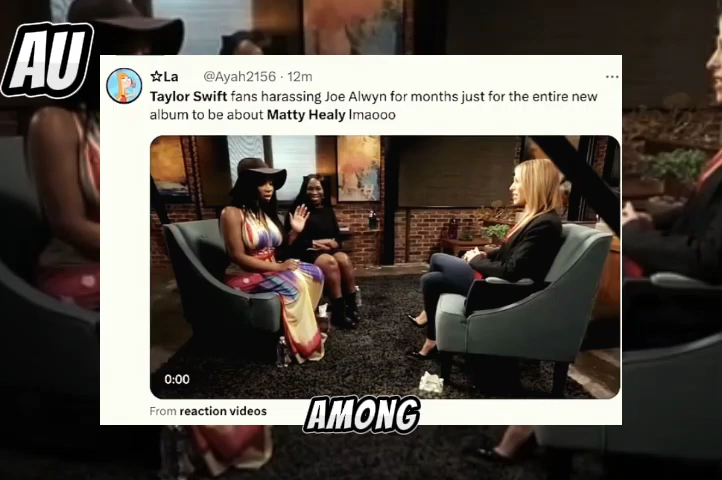 AU
☆La @Ayah2156 · 12m
Taylor Swift fans harassing Joe Alwyn for months just for the entire new
album to be about Matty Healy lmaooo
0:00
From reaction videos
AMONG